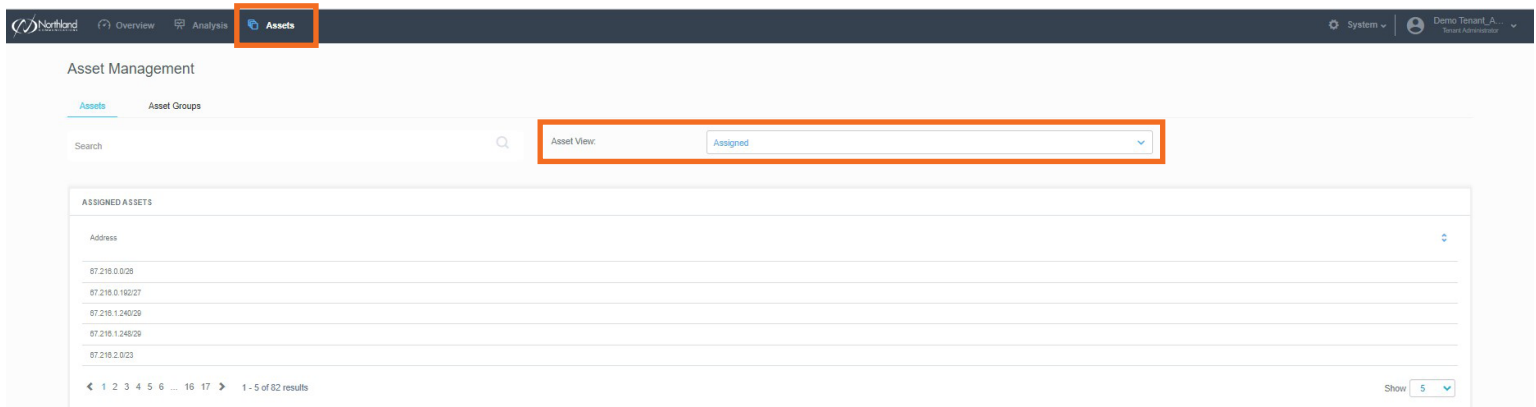 Northland COMMUNICATIONS Overview Analysis Assets System Demo Tenant_A...
Tenant Administrator
Asset Management
Assets Asset Groups
Search Asset View: Assigned
ASSIGNED ASSETS
Address
67.216.0.0/26
67.216.0.192/27
67.216.1.240/29
67.216.1.248/29
67.216.2.0/23
1 2 3 4 5 6 ... 16 17 1 - 5 of 82 results Show 5